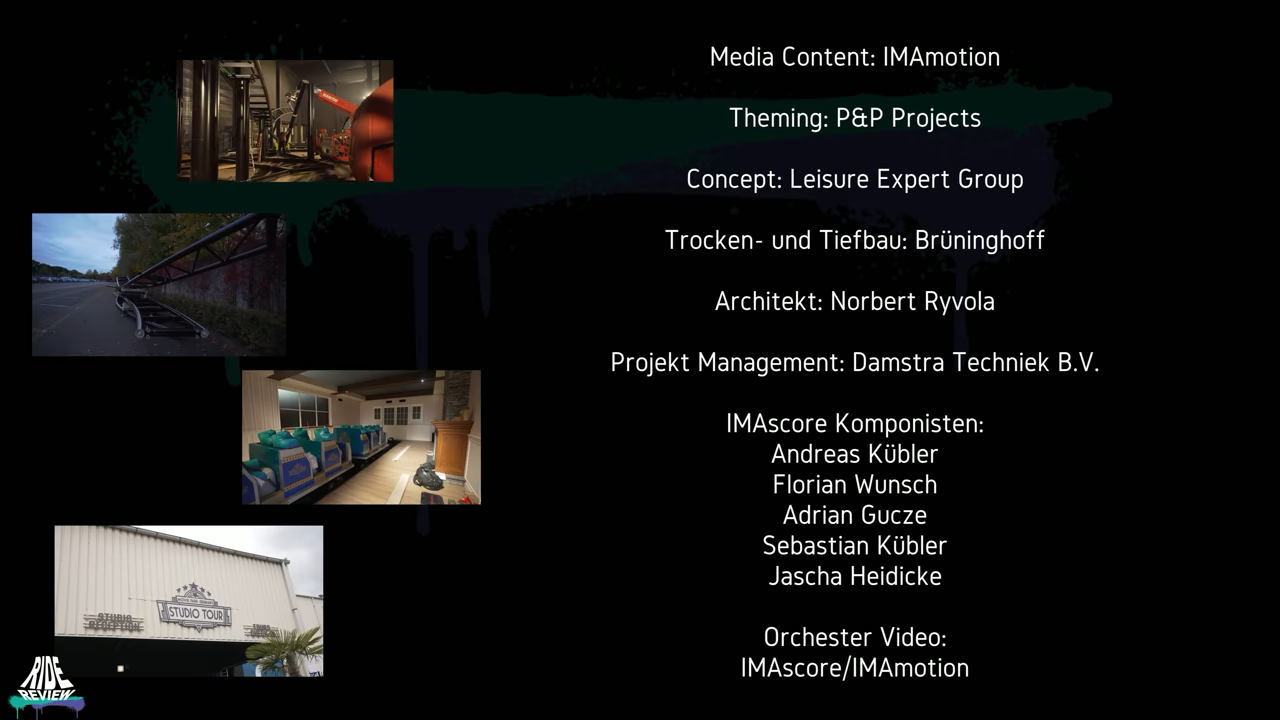 Media Content: IMAmotion
Theming: P&P Projects
Concept: Leisure Expert Group
Trocken- und Tiefbau: Brüninghoff
Architekt: Norbert Ryvola
Projekt Management: Damstra Techniek B.V.
IMAscore Komponisten:
Andreas Kübler
Florian Wunsch
Adrian Gucze
Sebastian Kübler
Jascha Heidicke
Orchester Video:
IMAscore/IMAmotion
STUDIO TOUR
STUDIO
RECEPTION
RIDE
REVIEW